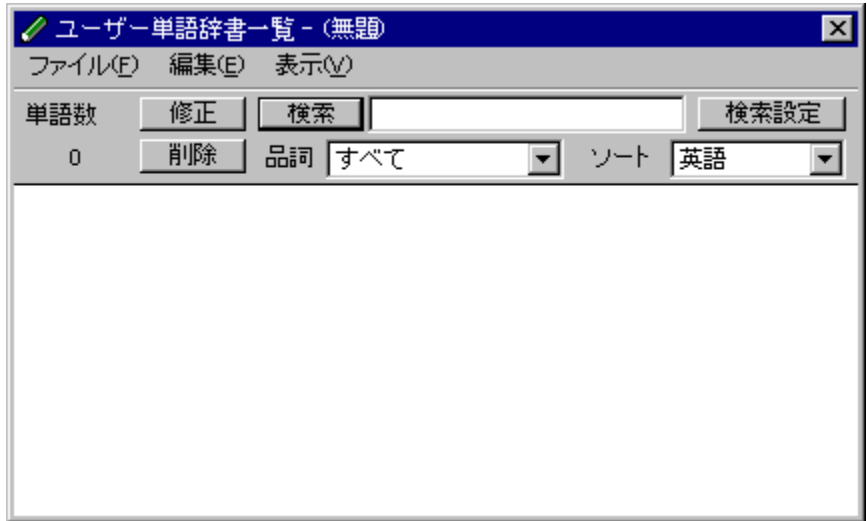 ユーザー単語辞書一覧 - (無題)
ファイル(F) 編集(E) 表示(V)
単語数 修正 検索 検索設定
0 削除 品詞 すべて ソート 英語